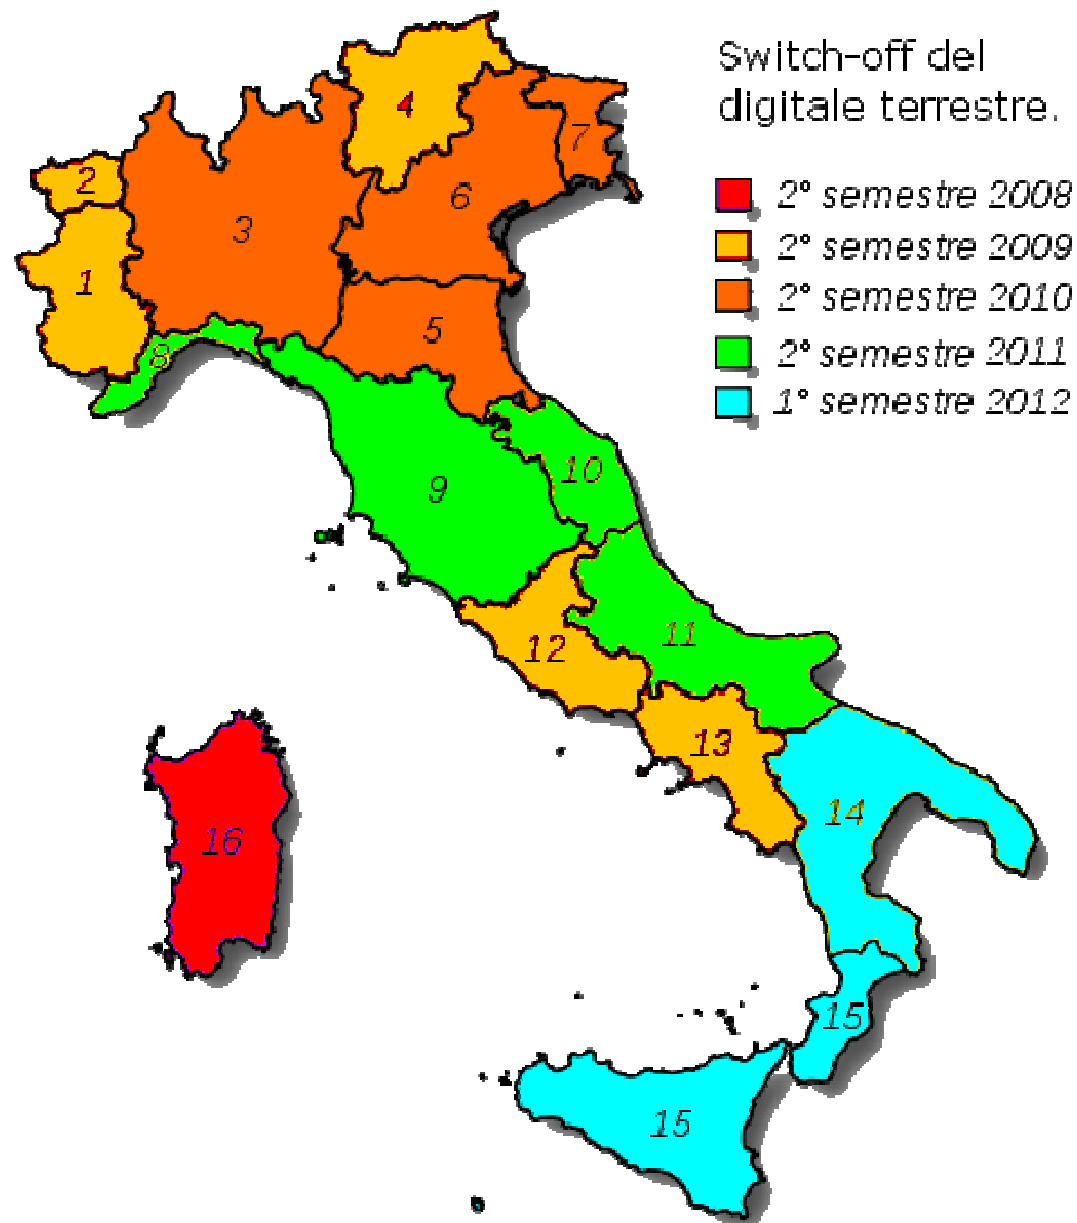 Switch-off del
digitale terrestre.
2° semestre 2008
2° semestre 2009
2° semestre 2010
2° semestre 2011
1° semestre 2012
4
7
2
6
3
1
5
8
9
10
11
12
13
14
16
15
15